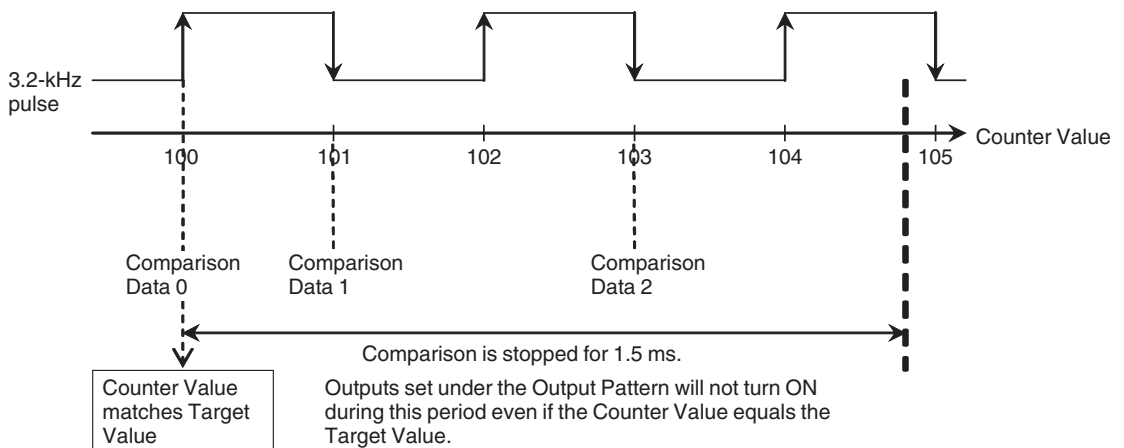 3.2-kHz
pulse
Counter Value
100
101
102
103
104
105
Comparison
Data 0
Comparison
Data 1
Comparison
Data 2
Comparison is stopped for 1.5 ms.
Counter Value
matches Target
Value
Outputs set under the Output Pattern will not turn ON
during this period even if the Counter Value equals the
Target Value.